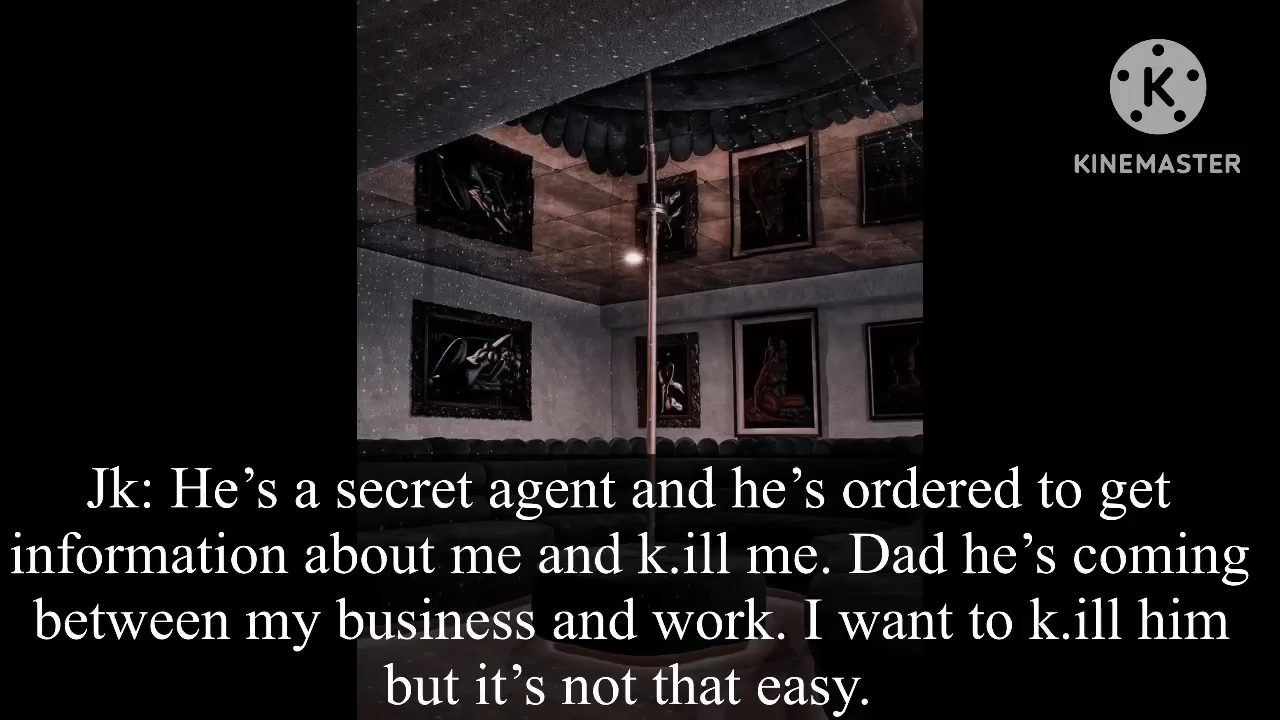 KINEMASTER
Jk: He’s a secret agent and he’s ordered to get
information about me and k.ill me. Dad he’s coming
between my business and work. I want to k.ill him
but it’s not that easy.